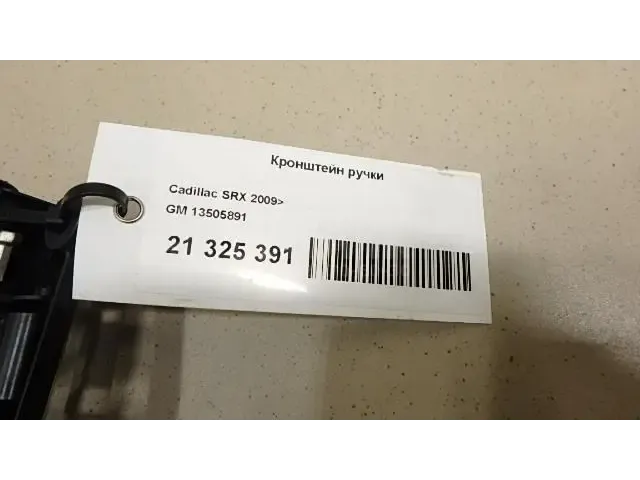 Кронштейн ручки
Cadillac SRX 2009>
GM 13505891
21 325 391